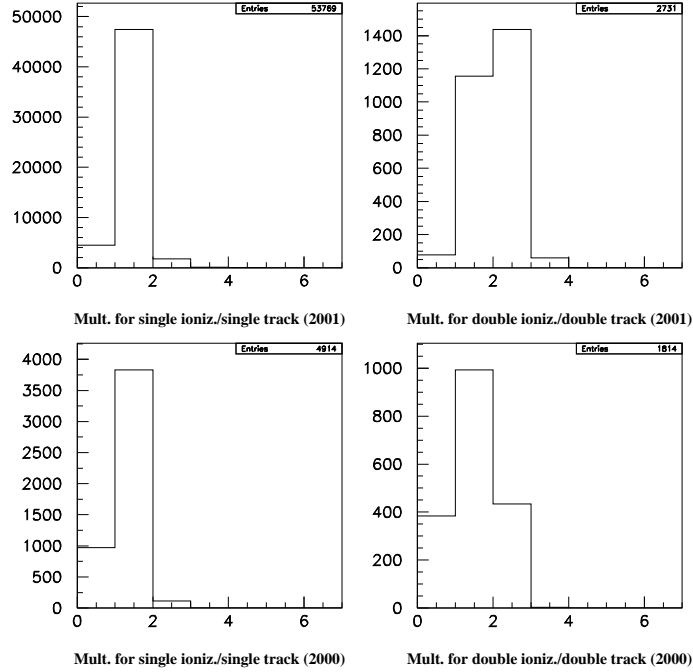 Entries 53769
50000
40000
30000
20000
10000
0
0 2 4 6
Mult. for single ioniz./single track (2001)
Entries 2731
1400
1200
1000
800
600
400
200
0
0 2 4 6
Mult. for double ioniz./double track (2001)
Entries 4914
4000
3500
3000
2500
2000
1500
1000
500
0
0 2 4 6
Mult. for single ioniz./single track (2000)
Entries 1814
1000
800
600
400
200
0
0 2 4 6
Mult. for double ioniz./double track (2000)